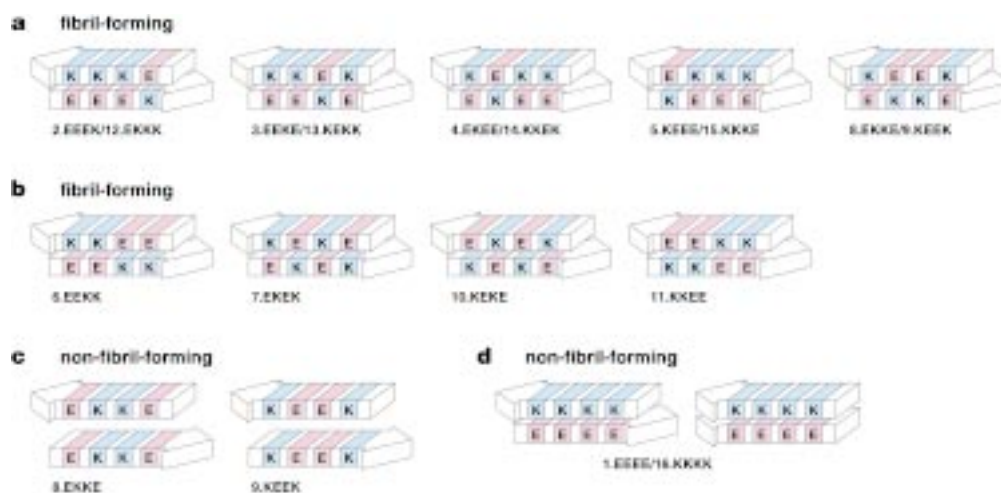 a fibril-forming
K K K E K K E K K E K K E K K K K E E K
E E E K E E K E E K E E K E E E E K K E
2.EEEK/12.EKKK 3.EEKE/13.KEKK 4.EKEE/14.KKEK 5.KEEE/15.KKKE 8.EKKE/9.KEEK
b fibril-forming
K K E E K E K E E K E K E E K K
E E K K E K E K K E K E K K E E
6.EEKK 7.EKEK 10.KEKE 11.KKEE
c non-fibril-forming
E K K E K E E K
E K K E K E E K
8.EKKE 9.KEEK
d non-fibril-forming
K K K K K K K K
E E E E E E E E
1.EEEE/16.KKKK